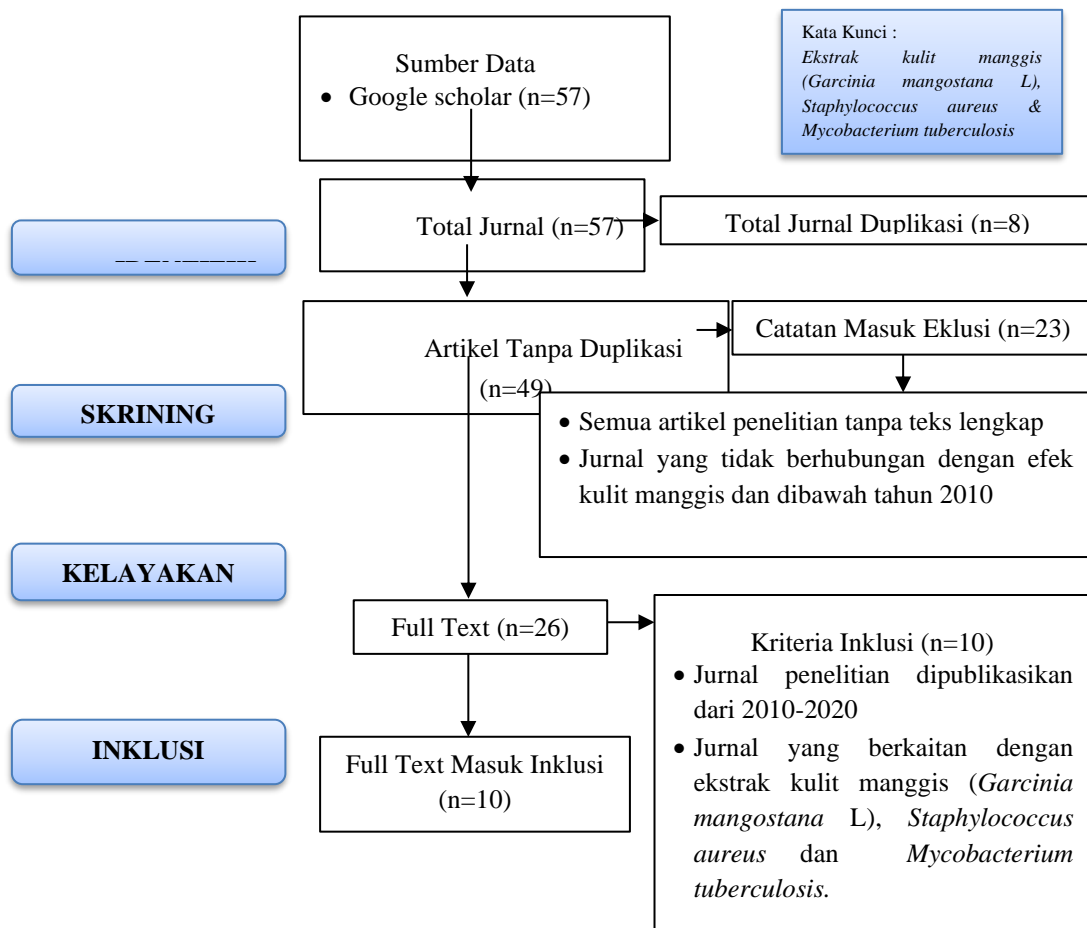 Kata Kunci :
Ekstrak kulit manggis
(Garcinia mangostana L),
Staphylococcus aureus &
Mycobacterium tuberculosis
Sumber Data
• Google scholar (n=57)
Total Jurnal (n=57)
Total Jurnal Duplikasi (n=8)
Artikel Tanpa Duplikasi
(n=49)
Catatan Masuk Eklusi (n=23)
SKRINING
• Semua artikel penelitian tanpa teks lengkap
• Jurnal yang tidak berhubungan dengan efek
kulit manggis dan dibawah tahun 2010
KELAYAKAN
Full Text (n=26)
Kriteria Inklusi (n=10)
• Jurnal penelitian dipublikasikan
dari 2010-2020
• Jurnal yang berkaitan dengan
ekstrak kulit manggis (Garcinia
mangostana L), Staphylococcus
aureus dan Mycobacterium
tuberculosis.
INKLUSI
Full Text Masuk Inklusi
(n=10)